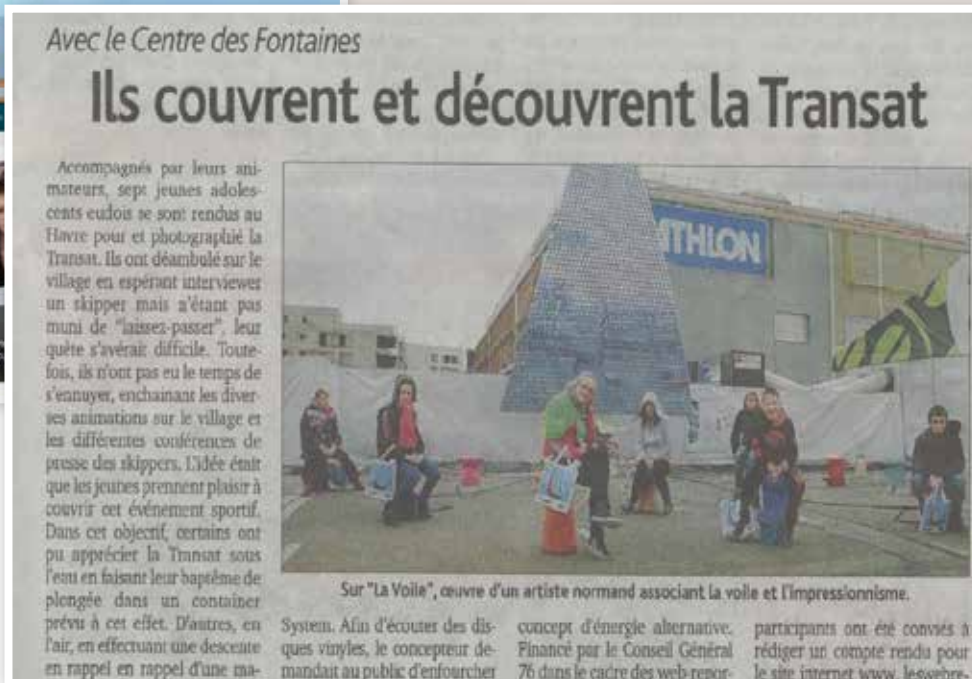 Avec le Centre des Fontaines
Ils couvrent et découvrent la Transat
Accompagnés par leurs ani-
mateurs, sept jeunes adoles-
cents eudois se sont rendus au
Havre pour et photographié la
Transat. Ils ont déambulé sur le
village en espérant interviewer
un skipper mais n'étant pas
muni de "laissez-passer", leur
quête s'avérait difficile. Toute-
fois, ils n'ont pas eu le temps de
s'ennuyer, enchainant les diver-
ses animations sur le village et
les différentes conférences de
presse des skippers. L'idée était
que les jeunes prennent plaisir à
couvrir cet événement sportif.
Dans cet objectif, certains ont
pu apprécier la Transat sous
l'eau en faisant leur baptême de
plongée dans un container
prévu à cet effet. D'autres, en
l'air, en effectuant une descente
en rappel en rappel d'une ma-
ATHLON
Sur "La Voile", œuvre d'un artiste normand associant la voile et l'impressionnisme.
System. Afin d'écouter des dis-
ques vinyles, le concepteur de-
mandait au public d'enfourcher
concept d'énergie alternative.
Financé par le Conseil Général
76 dans le cadre des web-repor-
participants ont été conviés à
rédiger un compte rendu pour
le site internet www. leswebre-